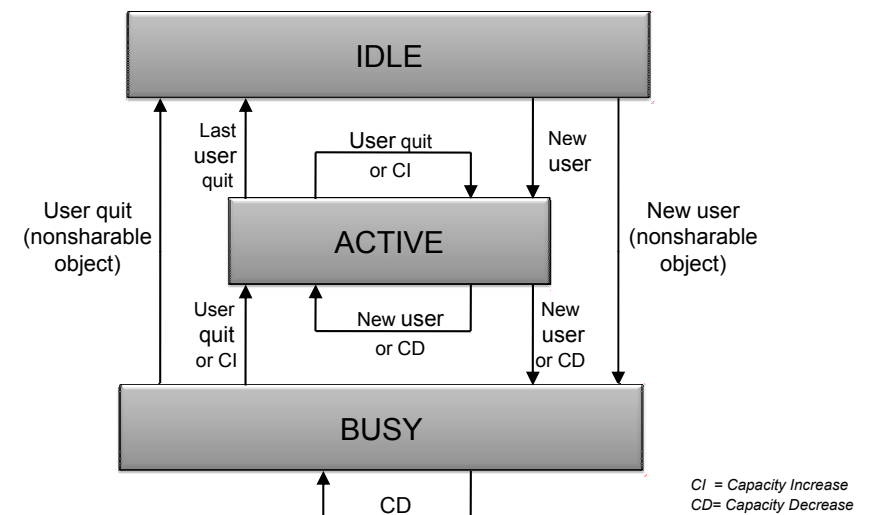 IDLE
Last
user
quit
User quit
or CI
New
user
User quit
(nonsharable
object)
ACTIVE
New user
(nonsharable
object)
User
quit
or CI
New user
or CD
New
user
or CD
BUSY
CD
CI = Capacity Increase
CD= Capacity Decrease